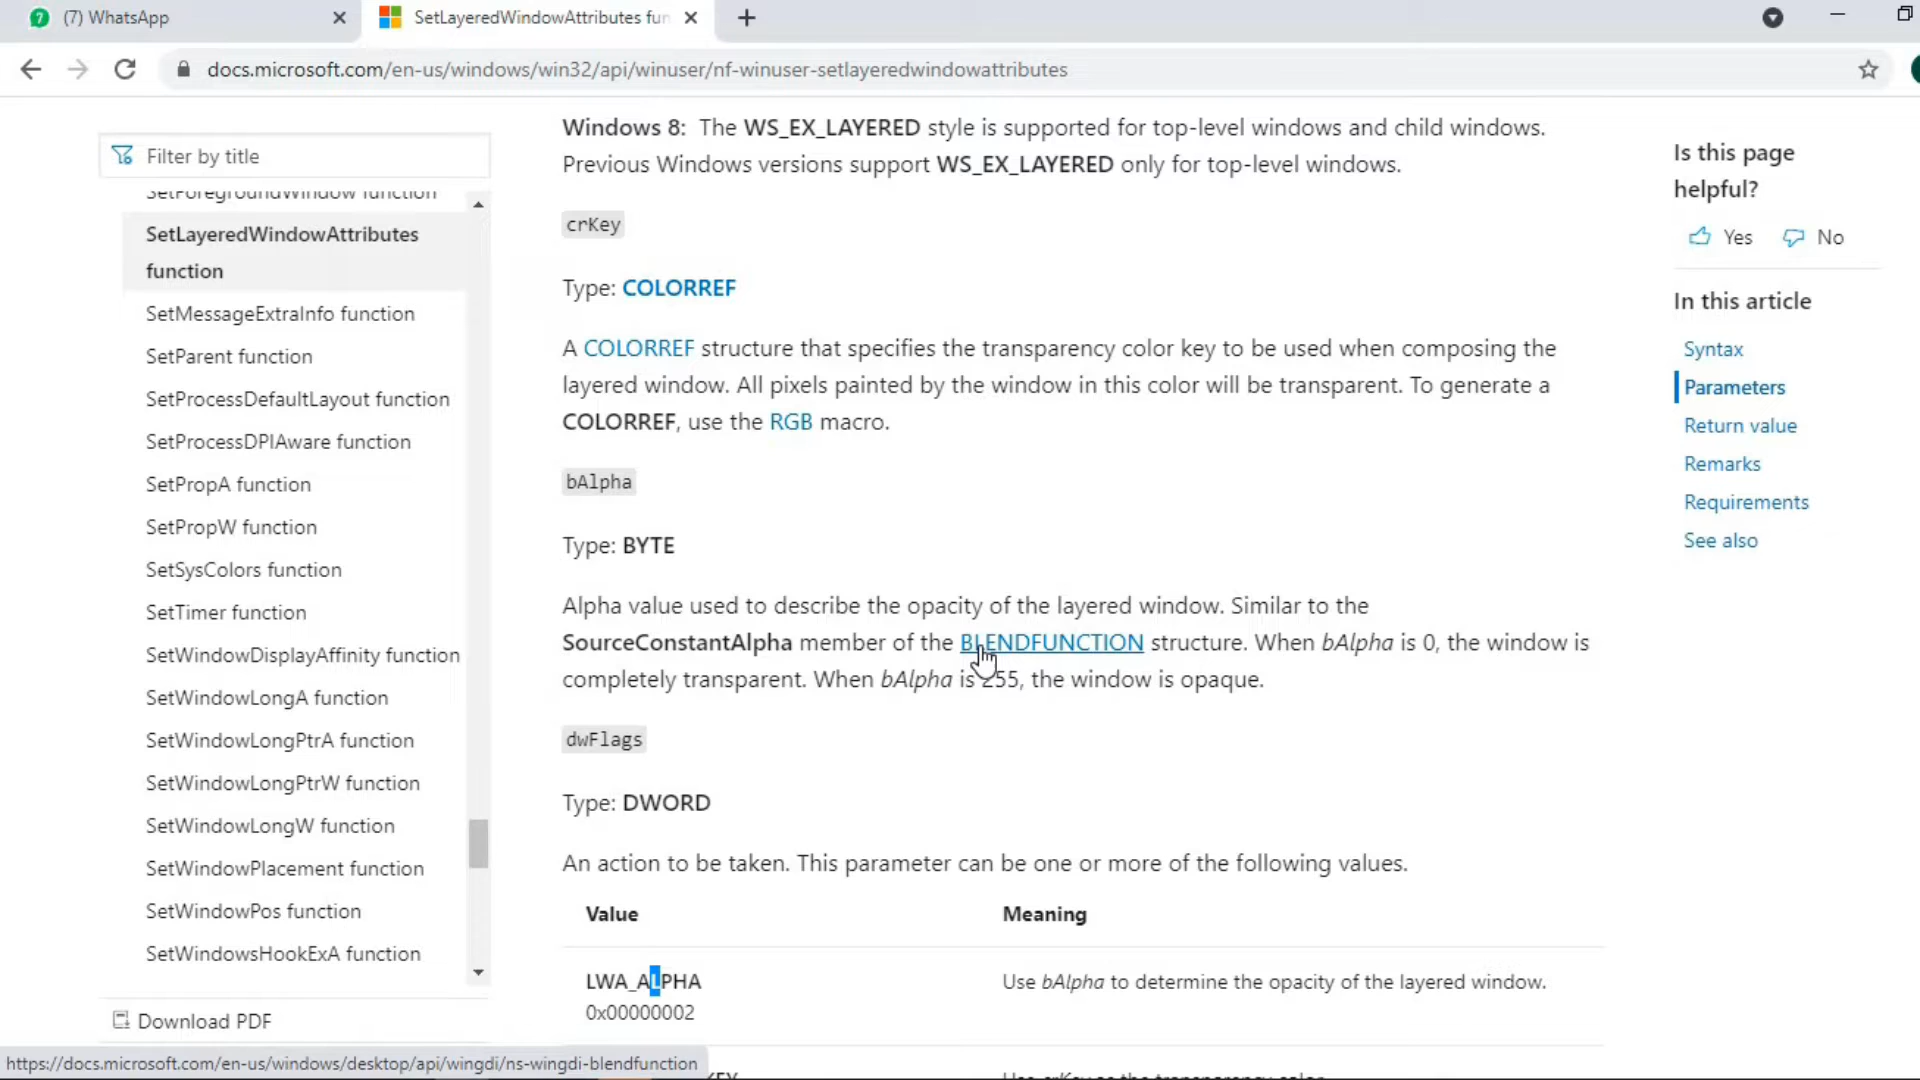 7 (7) WhatsApp
SetLayeredWindowAttributes fun
docs.microsoft.com/en-us/windows/win32/api/winuser/nf-winuser-setlayeredwindowattributes
Filter by title
SetForegroundWindow function
SetLayeredWindowAttributes
function
SetMessageExtraInfo function
SetParent function
SetProcessDefaultLayout function
SetProcessDPIAware function
SetPropA function
SetPropW function
SetSysColors function
SetTimer function
SetWindowDisplayAffinity function
SetWindowLongA function
SetWindowLongPtrA function
SetWindowLongPtrW function
SetWindowLongW function
SetWindowPlacement function
SetWindowPos function
SetWindowsHookExA function
Download PDF
Windows 8: The WS_EX_LAYERED style is supported for top-level windows and child windows.
Previous Windows versions support WS_EX_LAYERED only for top-level windows.
crKey
Type: COLORREF
A COLORREF structure that specifies the transparency color key to be used when composing the
layered window. All pixels painted by the window in this color will be transparent. To generate a
COLORREF, use the RGB macro.
bAlpha
Type: BYTE
Alpha value used to describe the opacity of the layered window. Similar to the
SourceConstantAlpha member of the BLENDFUNCTION structure. When bAlpha is 0, the window is
completely transparent. When bAlpha is 255, the window is opaque.
dwFlags
Type: DWORD
An action to be taken. This parameter can be one or more of the following values.
Value Meaning
LWA_ALPHA Use bAlpha to determine the opacity of the layered window.
0x00000002
Is this page
helpful?
Yes No
In this article
Syntax
Parameters
Return value
Remarks
Requirements
See also
https://docs.microsoft.com/en-us/windows/desktop/api/wingdi/ns-wingdi-blendfunction